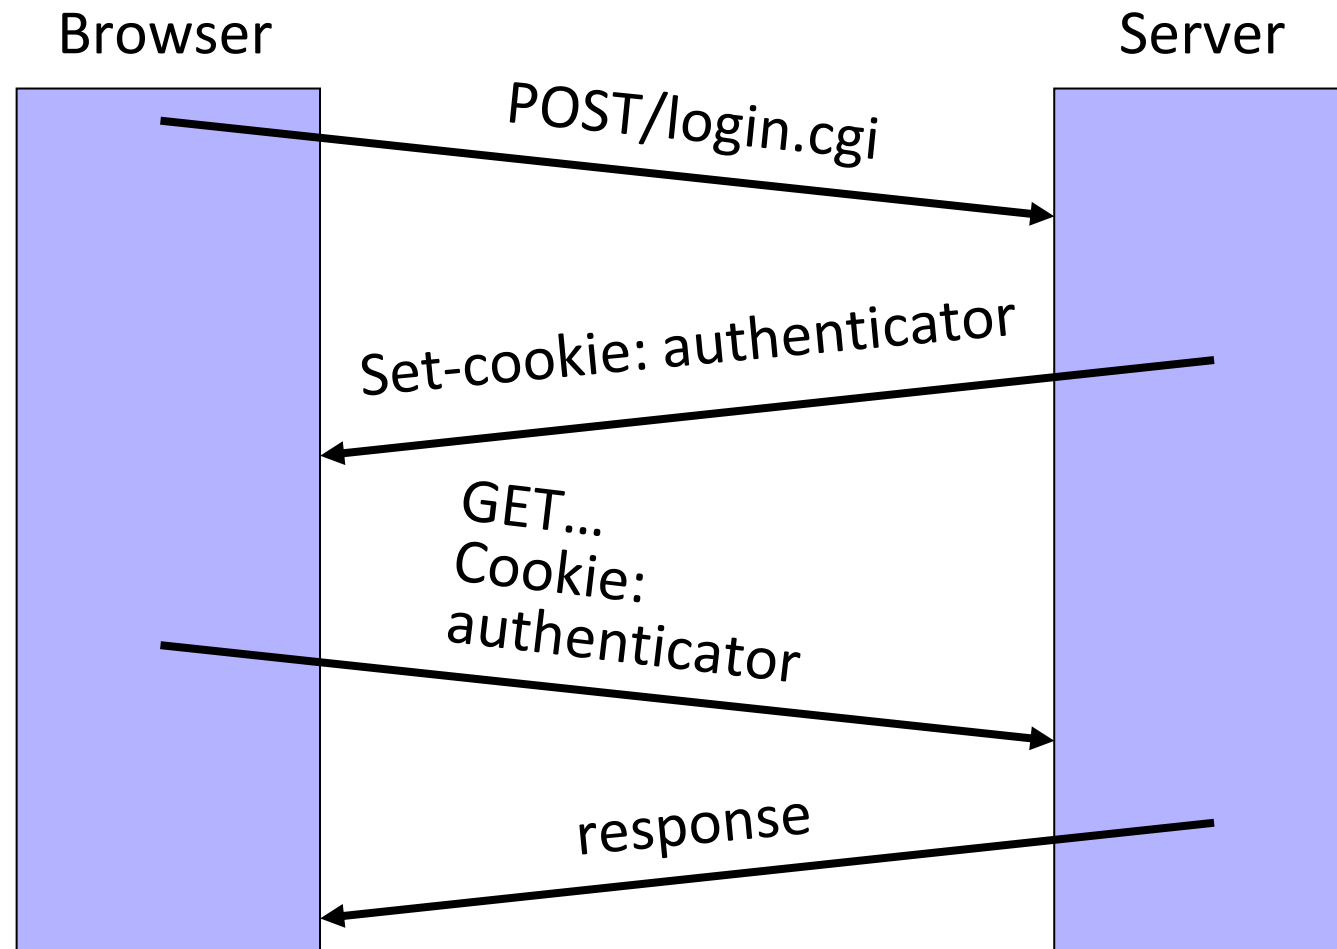 Browser
Server
POST/login.cgi
Set-cookie: authenticator
GET...
Cookie:
authenticator
response